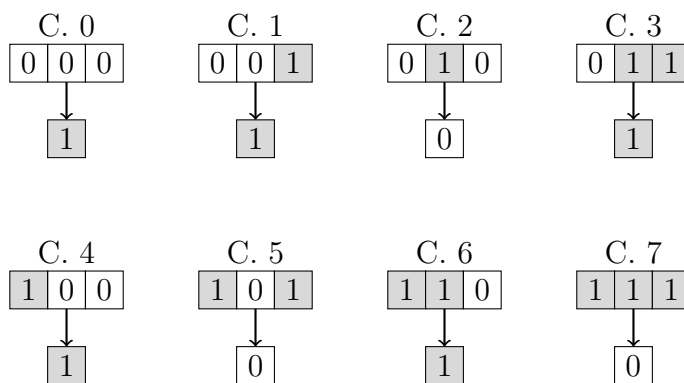 C. 0 C. 1 C. 2 C. 3
0 0 0 0 0 1 0 1 0 0 1 1
1 1 0 1
C. 4 C. 5 C. 6 C. 7
1 0 0 1 0 1 1 1 0 1 1 1
1 0 1 0